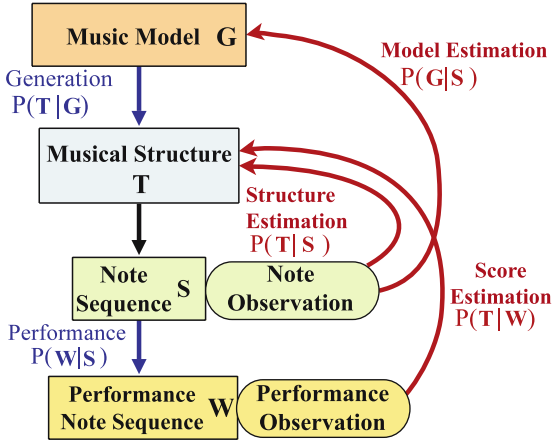 Music Model G
Model Estimation
P(G|S)
Generation
P(T|G)
Musical Structure
T
Structure
Estimation
P(T|S)
Note
Sequence S
Note
Observation
Score
Estimation
P(T|W)
Performance
P(W|S)
Performance
Note Sequence W
Performance
Observation